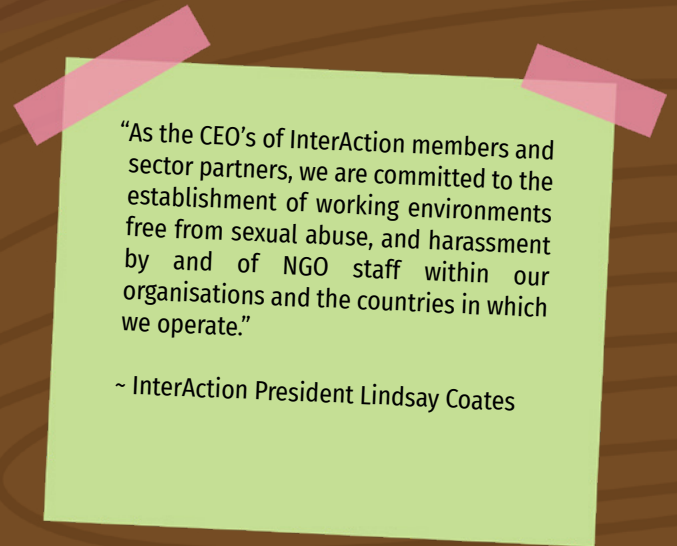 “As the CEO’s of InterAction members and
sector partners, we are committed to the
establishment of working environments
free from sexual abuse, and harassment
by and of NGO staff within our
organisations and the countries in which
we operate.”
~ InterAction President Lindsay Coates